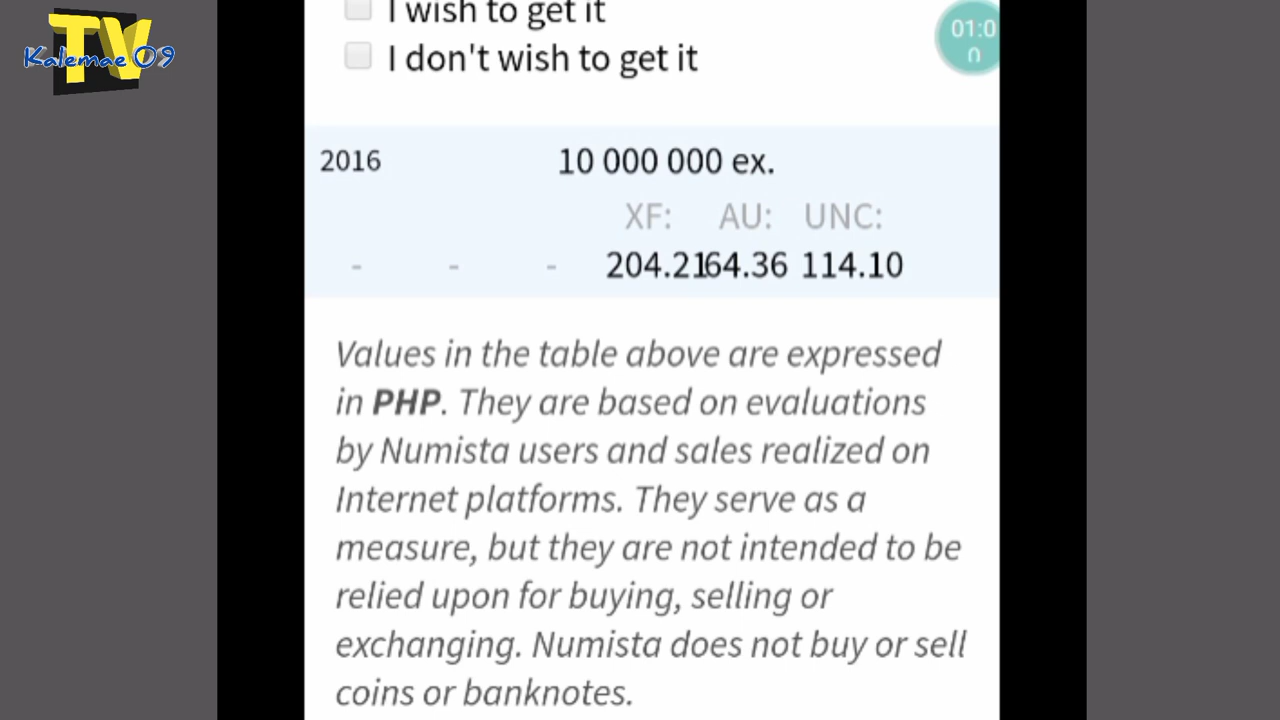 I wish to get it
TV
Kalemae 09
01:0
0
I don't wish to get it
2016 10 000 000 ex.
XF: AU: UNC:
- - - 204.2164.36 114.10
Values in the table above are expressed
in PHP. They are based on evaluations
by Numista users and sales realized on
Internet platforms. They serve as a
measure, but they are not intended to be
relied upon for buying, selling or
exchanging. Numista does not buy or sell
coins or banknotes.